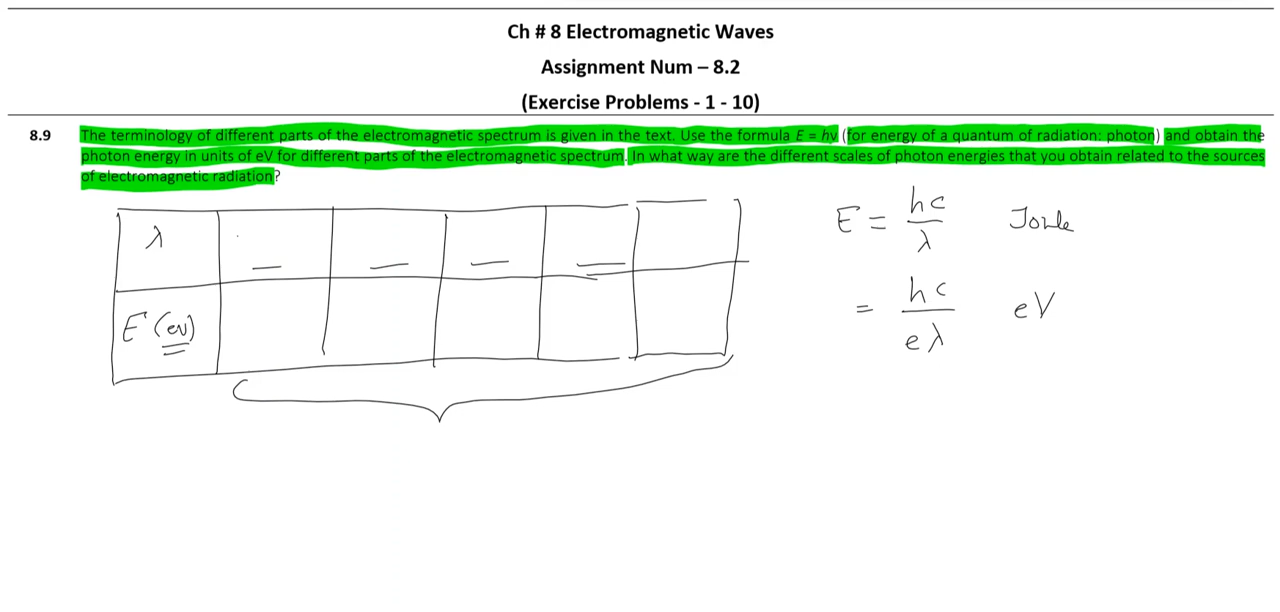 Ch # 8 Electromagnetic Waves
Assignment Num – 8.2
(Exercise Problems - 1 - 10)
8.9 The terminology of different parts of the electromagnetic spectrum is given in the text. Use the formula E = hν (for energy of a quantum of radiation: photon) and obtain the
photon energy in units of eV for different parts of the electromagnetic spectrum. In what way are the different scales of photon energies that you obtain related to the sources
of electromagnetic radiation?
λ
E (ev)
E = hc/λ Joule
= hc/eλ eV